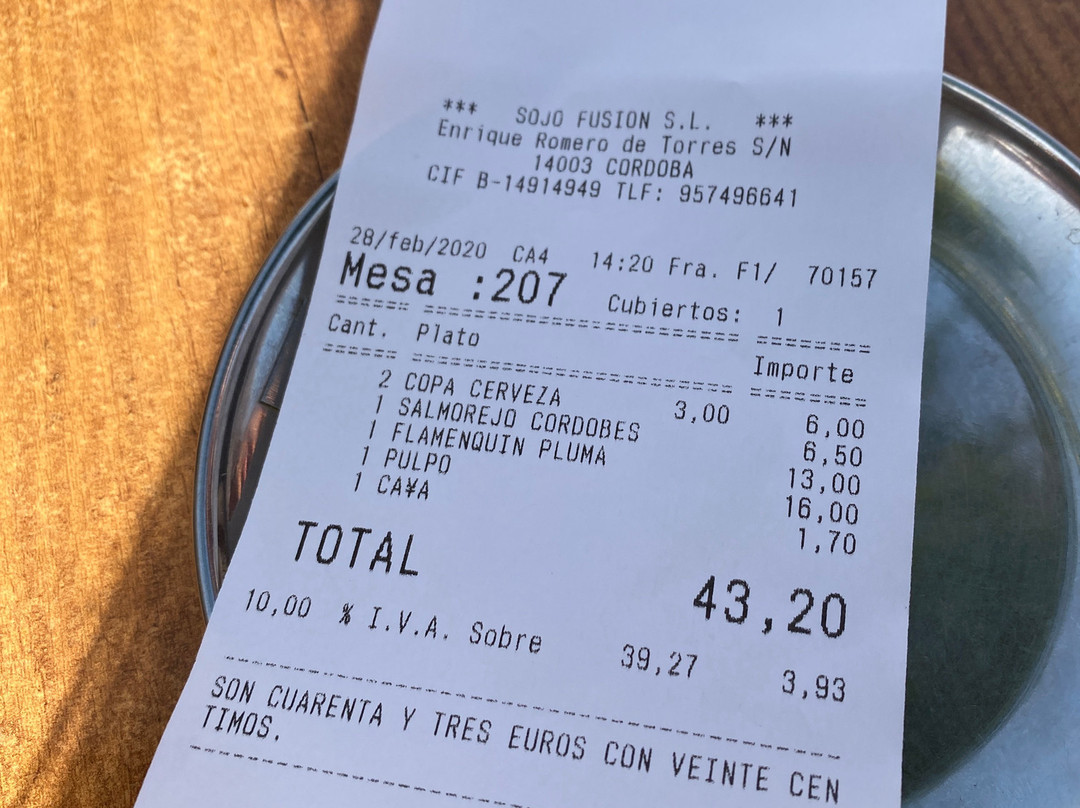 *** SOJO FUSION S.L. ***
Enrique Romero de Torres S/N
14003 CORDOBA
CIF B-14914949 TLF: 957496641
28/feb/2020 CA4 14:20 Fra. F1/ 70157
Mesa :207 Cubiertos: 1
Cant. Plato Importe
2 COPA CERVEZA 3,00 6,00
1 SALMOREJO CORDOBES 6,50
1 FLAMENQUIN PLUMA 13,00
1 PULPO 16,00
1 CA¥A 1,70
TOTAL 43,20
10,00 % I.V.A. Sobre 39,27 3,93
SON CUARENTA Y TRES EUROS CON VEINTE CEN
TIMOS.